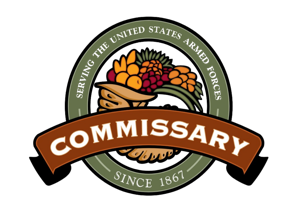 SERVING THE UNITED STATES ARMED FORCES
COMMISSARY
SINCE 1867